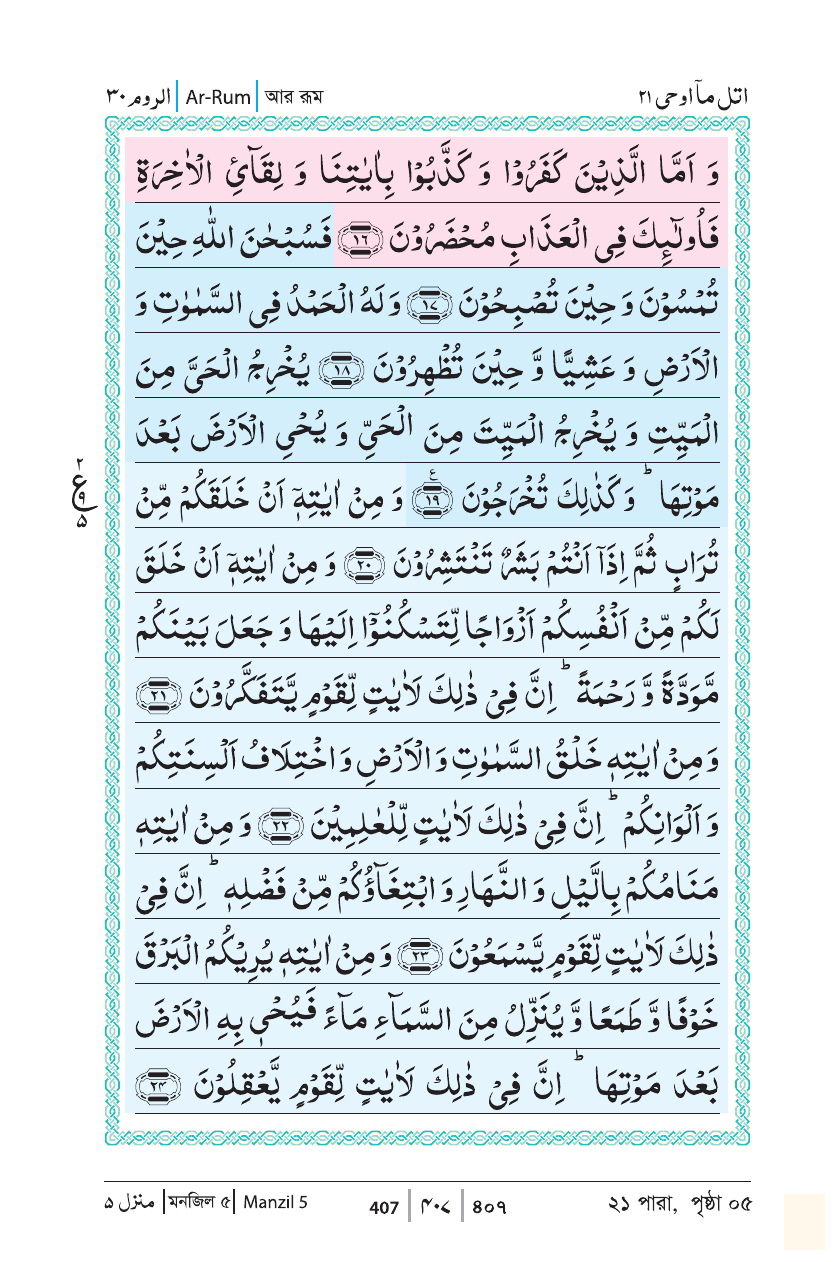 الروم ۳۰ | Ar-Rum | আর রূম
اتل مآ اوحی ۲۱
وَ اَمَّا الَّذِیْنَ كَفَرُوْا وَ كَذَّبُوْا بِاٰیٰتِنَا وَ لِقَآئِ الْاٰخِرَةِ
فَاُولٰٓىِٕكَ فِی الْعَذَابِ مُحْضَرُوْنَ ﴿۱۶﴾ فَسُبْحٰنَ اللّٰهِ حِیْنَ
تُمْسُوْنَ وَ حِیْنَ تُصْبِحُوْنَ ﴿۱۷﴾ وَ لَهُ الْحَمْدُ فِی السَّمٰوٰتِ وَ
الْاَرْضِ وَ عَشِیًّا وَّ حِیْنَ تُظْهِرُوْنَ ﴿۱۸﴾ یُخْرِجُ الْحَیَّ مِنَ
الْمَیِّتِ وَ یُخْرِجُ الْمَیِّتَ مِنَ الْحَیِّ وَ یُحْیِ الْاَرْضَ بَعْدَ
مَوْتِهَا ؕ وَ كَذٰلِكَ تُخْرَجُوْنَ ﴿۱۹﴾ۧ وَ مِنْ اٰیٰتِهٖۤ اَنْ خَلَقَكُمْ مِّنْ
۲
ع
۹
۵
تُرَابٍ ثُمَّ اِذَاۤ اَنْتُمْ بَشَرٌ تَنْتَشِرُوْنَ ﴿۲۰﴾ وَ مِنْ اٰیٰتِهٖۤ اَنْ خَلَقَ
لَكُمْ مِّنْ اَنْفُسِكُمْ اَزْوَاجًا لِّتَسْكُنُوْۤا اِلَیْهَا وَ جَعَلَ بَیْنَكُمْ
مَّوَدَّةً وَّ رَحْمَةً ؕ اِنَّ فِیْ ذٰلِكَ لَاٰیٰتٍ لِّقَوْمٍ یَّتَفَكَّرُوْنَ ﴿۲۱﴾
وَ مِنْ اٰیٰتِهٖ خَلْقُ السَّمٰوٰتِ وَ الْاَرْضِ وَ اخْتِلَافُ اَلْسِنَتِكُمْ
وَ اَلْوَانِكُمْ ؕ اِنَّ فِیْ ذٰلِكَ لَاٰیٰتٍ لِّلْعٰلِمِیْنَ ﴿۲۲﴾ وَ مِنْ اٰیٰتِهٖ
مَنَامُكُمْ بِالَّیْلِ وَ النَّهَارِ وَ ابْتِغَآؤُكُمْ مِّنْ فَضْلِهٖ ؕ اِنَّ فِیْ
ذٰلِكَ لَاٰیٰتٍ لِّقَوْمٍ یَّسْمَعُوْنَ ﴿۲۳﴾ وَ مِنْ اٰیٰتِهٖ یُرِیْكُمُ الْبَرْقَ
خَوْفًا وَّ طَمَعًا وَّ یُنَزِّلُ مِنَ السَّمَآءِ مَآءً فَیُحْیٖ بِهِ الْاَرْضَ
بَعْدَ مَوْتِهَا ؕ اِنَّ فِیْ ذٰلِكَ لَاٰیٰتٍ لِّقَوْمٍ یَّعْقِلُوْنَ ﴿۲۴﴾
منزل ۵ | মনজিল ৫ | Manzil 5
407 | ۴۰۷ | ৪০৭
২১ পারা, পৃষ্ঠা ০৫